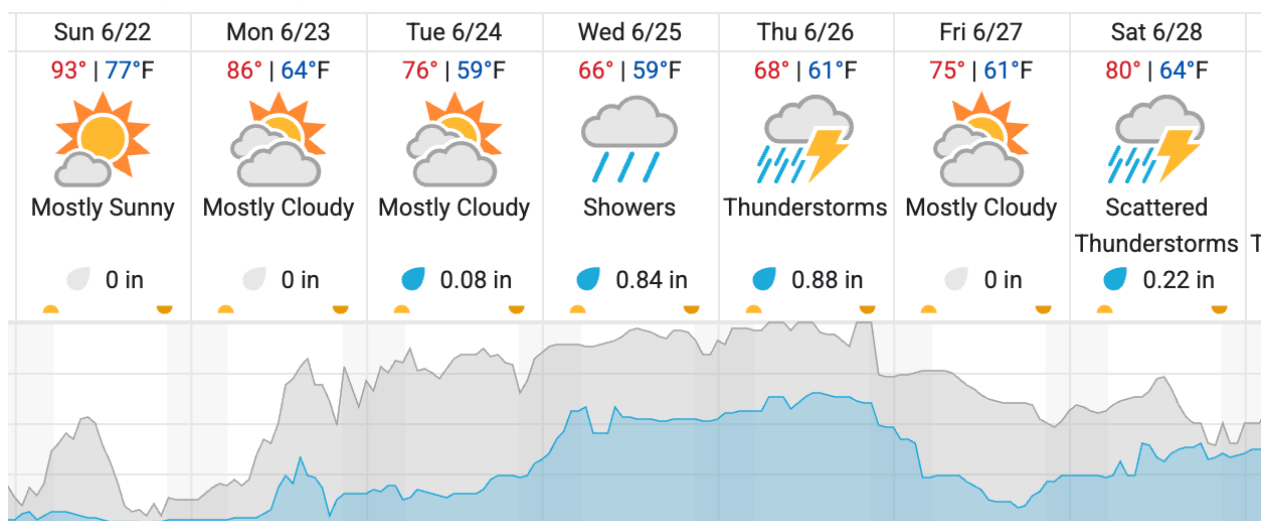 Sun 6/22 Mon 6/23 Tue 6/24 Wed 6/25 Thu 6/26 Fri 6/27 Sat 6/28
93° | 77°F 86° | 64°F 76° | 59°F 66° | 59°F 68° | 61°F 75° | 61°F 80° | 64°F
Mostly Sunny Mostly Cloudy Mostly Cloudy Showers Thunderstorms Mostly Cloudy Scattered
Thunderstorms
0 in 0 in 0.08 in 0.84 in 0.88 in 0 in 0.22 in